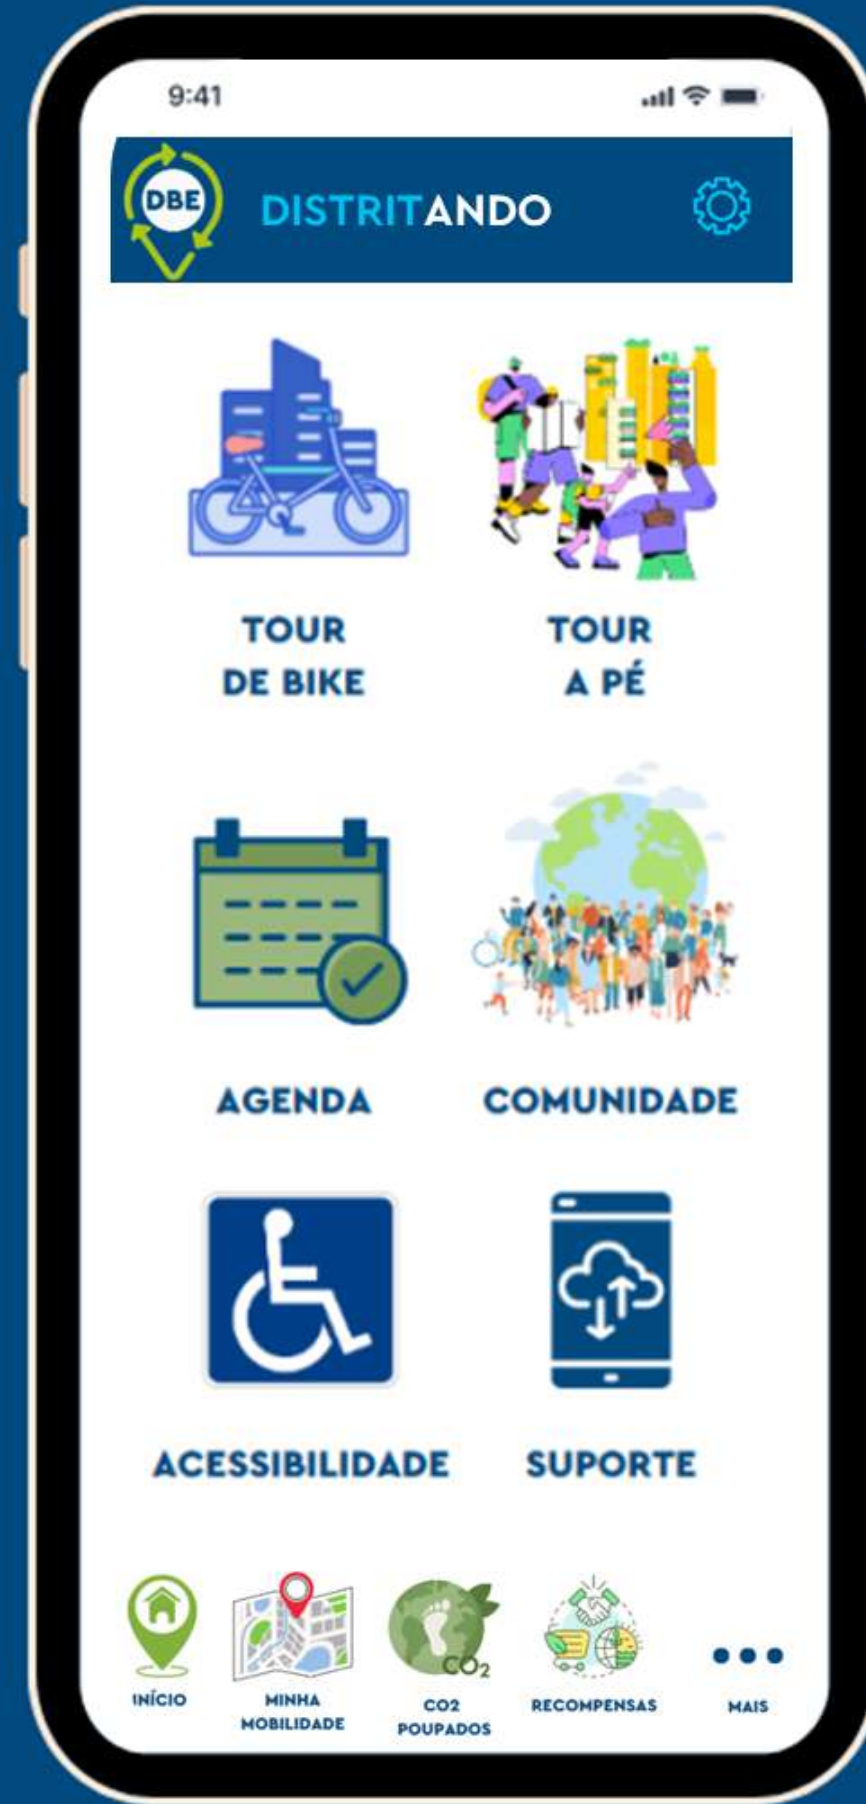 9:41
DBE
DISTRITANDO
TOUR
DE BIKE
TOUR
A PÉ
AGENDA
COMUNIDADE
ACESSIBILIDADE
SUPORTE
CO2
INÍCIO
MINHA
MOBILIDADE
CO2
POUPADOS
RECOMPENSAS
MAIS